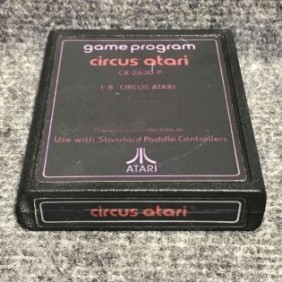 game program
circus atari
CX-2630-P
1-8 CIRCUS ATARI
Use with Standard Paddle Controllers
ATARI
circus atari